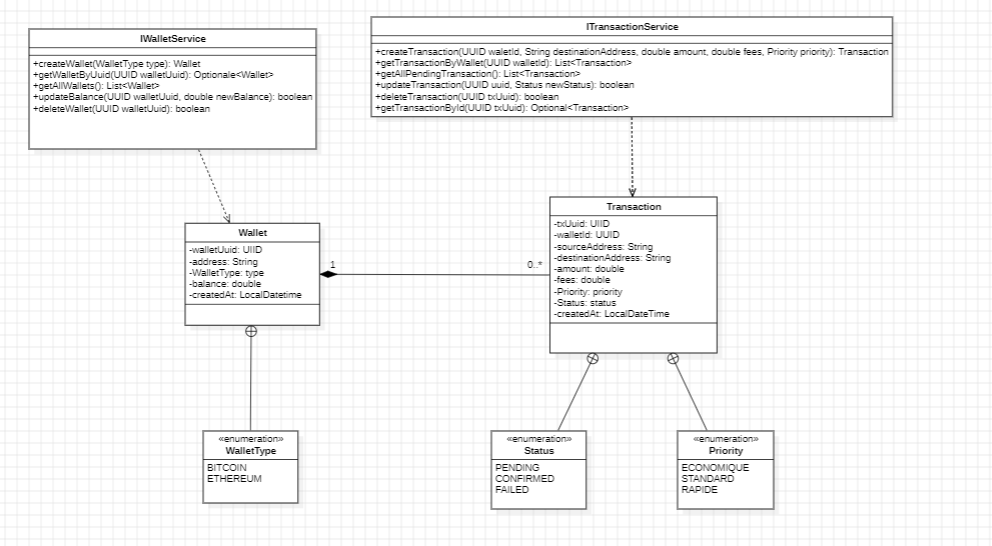 IWalletService
+createWallet(WalletType type): Wallet
+getWalletByUuid(UUID walletUuid): Optionale<Wallet>
+getAllWallets(): List<Wallet>
+updateBalance(UUID walletUuid, double newBalance): boolean
+deleteWallet(UUID walletUuid): boolean
ITransactionService
+createTransaction(UUID waletId, String destinationAddress, double amount, double fees, Priority priority): Transaction
+getTransactionByWallet(UUID walletId): List<Transaction>
+getAllPendingTransaction(): List<Transaction>
+updateTransaction(UUID uuid, Status newStatus): boolean
+deleteTransaction(UUID txUuid): boolean
+getTransactionById(UUID txUuid): Optional<Transaction>
Wallet
-walletUuid: UIID
-address: String
-WalletType: type
-balance: double
-createdAt: LocalDatetime
1
0..*
Transaction
-txUuid: UIID
-walletId: UUID
-sourceAddress: String
-destinationAddress: String
-amount: double
-fees: double
-Priority: priority
-Status: status
-createdAt: LocalDateTime
«enumeration»
WalletType
BITCOIN
ETHEREUM
«enumeration»
Status
PENDING
CONFIRMED
FAILED
«enumeration»
Priority
ECONOMIQUE
STANDARD
RAPIDE